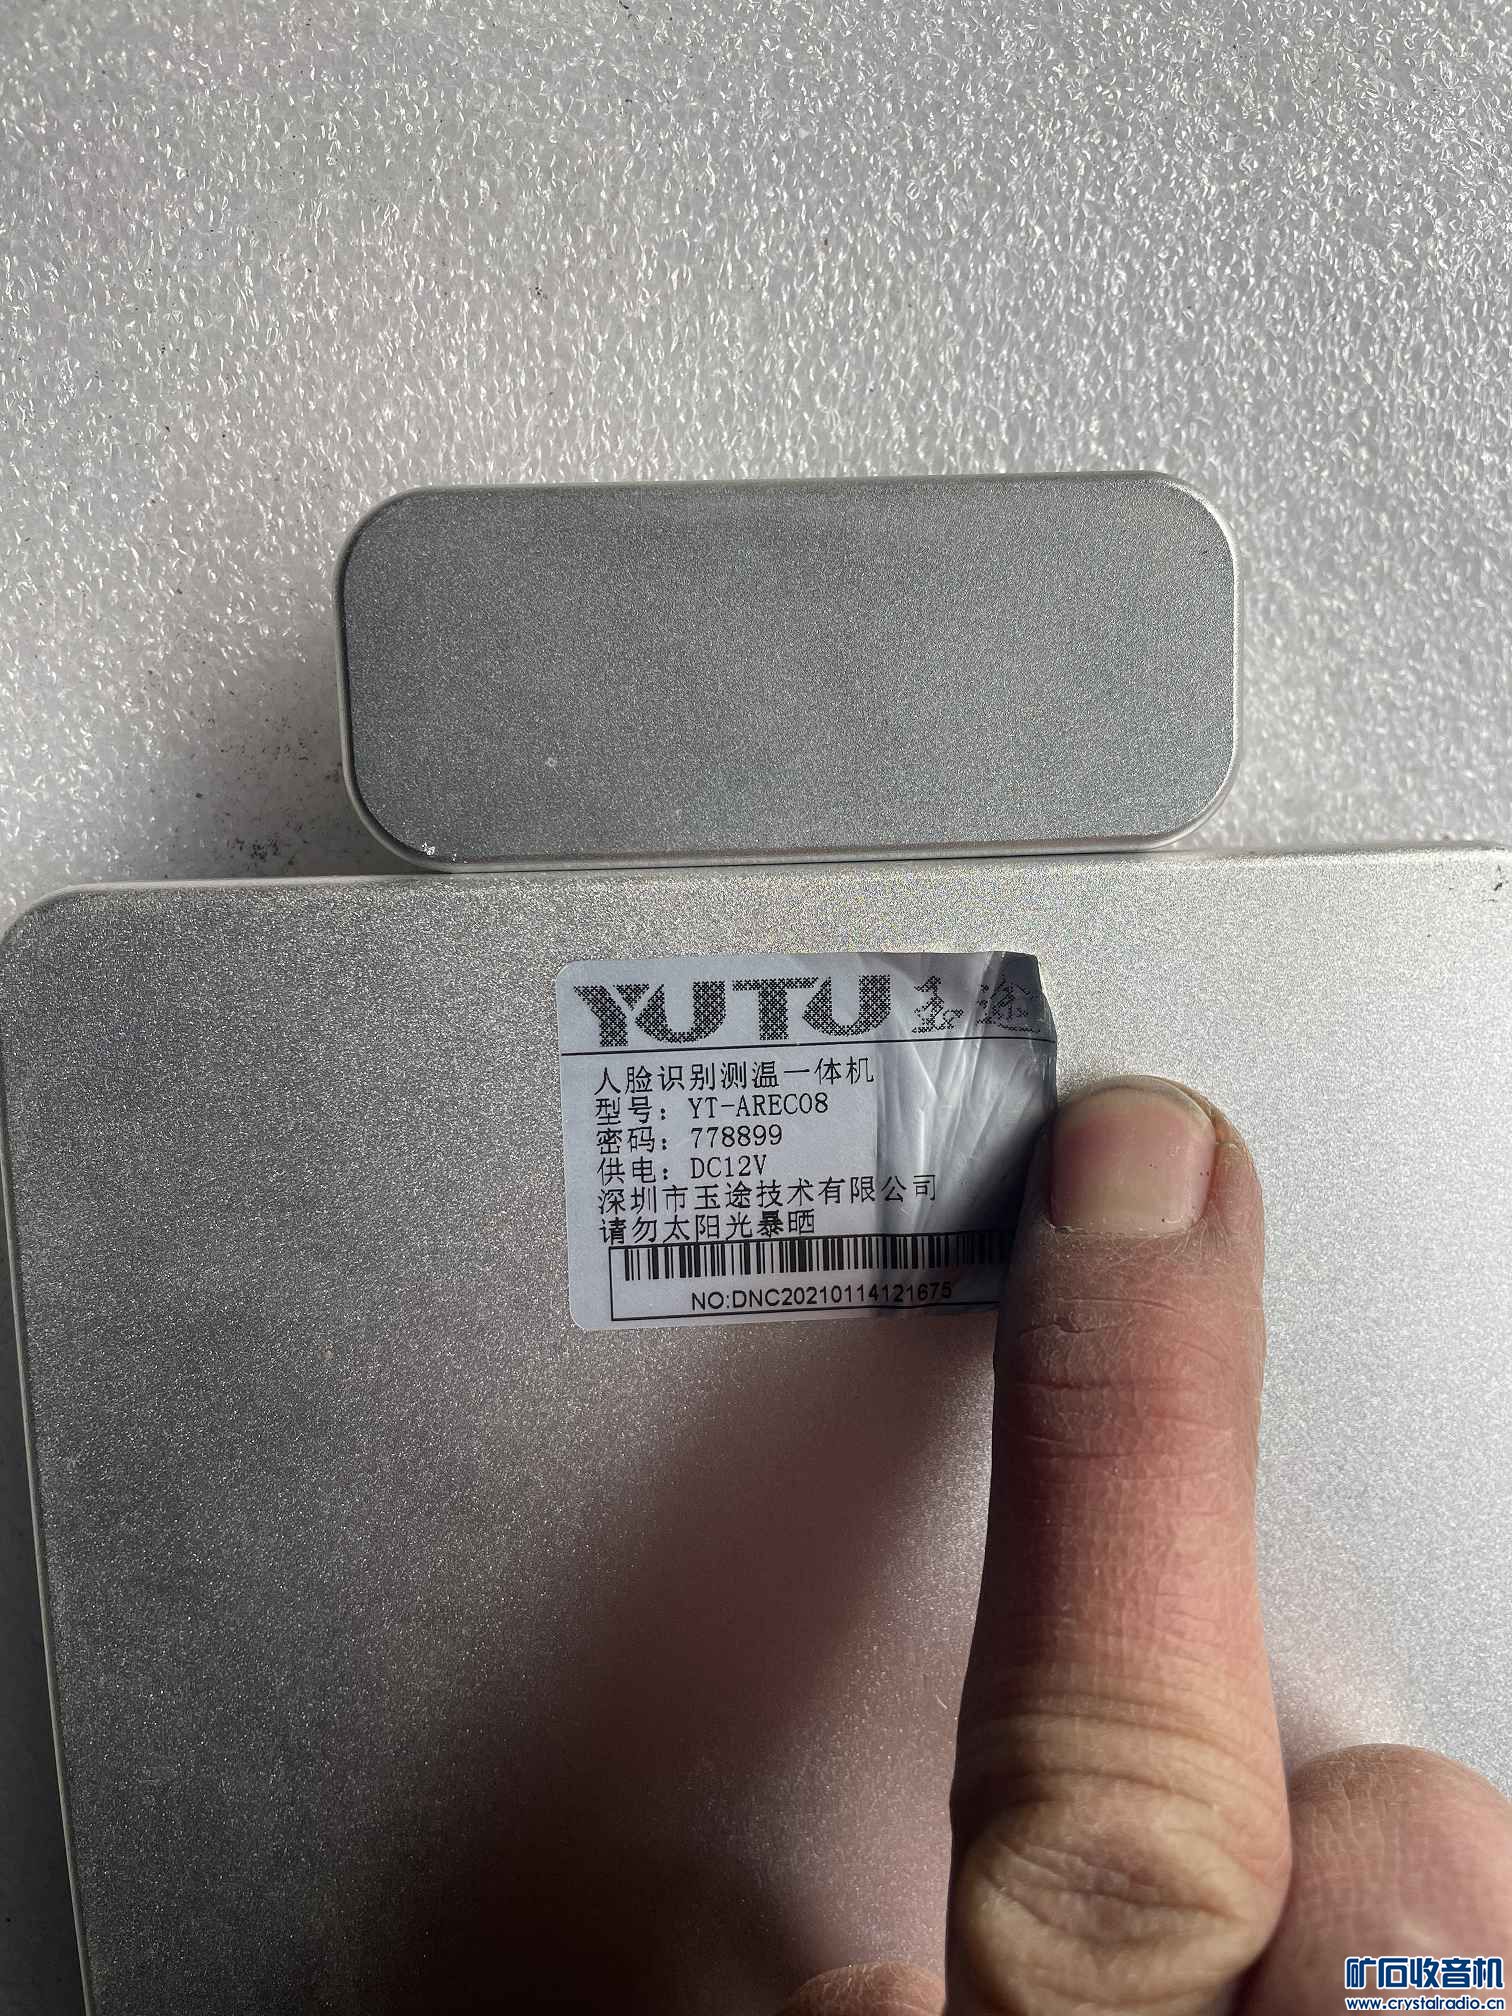 YUTU 玉途
人脸识别测温一体机
型号：YT-AREC08
密码：778899
供电：DC12V
深圳市玉途技术有限公司
请勿太阳光暴晒
NO:DNC20210114121675
矿石收音机
www.crystalradio.cn